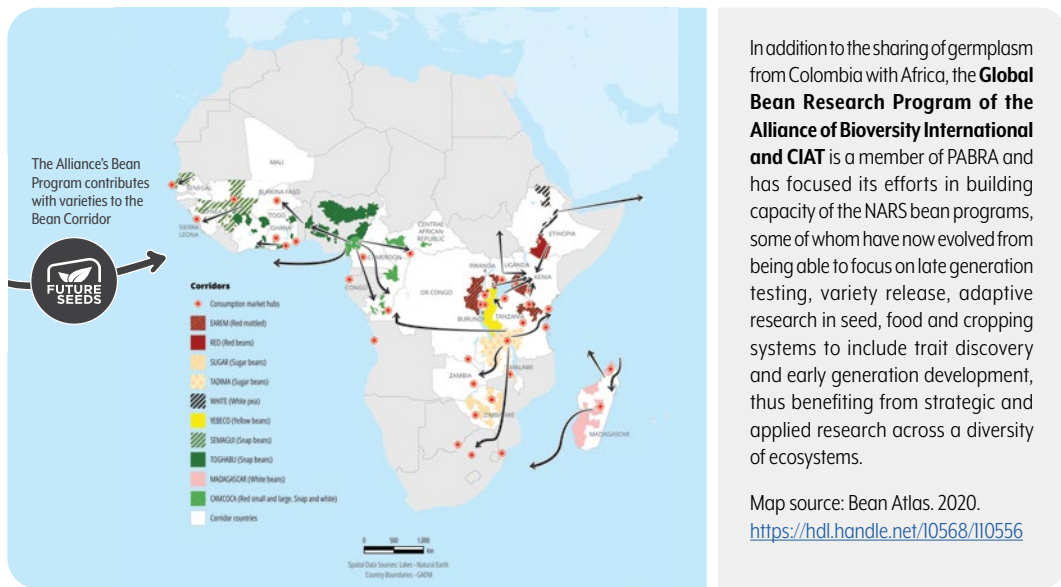 The Alliance's Bean
Program contributes
with varieties to the
Bean Corridor
FUTURE
SEEDS
MALI
SENEGAL
BURKINA FASO
SIERRA
LEONA
TOGO
GHANA
CENTRAL
AFRICAN
REPUBLIC
CAMEROON
ETHIOPIA
CONGO
DR.CONGO
RWANDA
UGANDA
KENIA
BURUNDI
TANZANIA
ZAMBIA
MALAWI
ZIMBABWE
MADAGASCAR
Corridors
Consumption market hubs
EAREM (Red mottled)
RED (Red beans)
SUGAR (Sugar beans)
TADIMA (Sugar beans)
WHITE (White pea)
YEBECO (Yellow beans)
SEMAGUI (Snap beans)
TOGHABU (Snap beans)
MADAGASCAR (White beans)
CAMCOCA (Red small and large. Snap and white)
Corridor countries
0 500 1,000
Km
Spatial Data Sources: Lakes - Natural Earth
Country Boundaries - GADM
In addition to the sharing of germplasm
from Colombia with Africa, the Global
Bean Research Program of the
Alliance of Bioversity International
and CIAT is a member of PABRA and
has focused its efforts in building
capacity of the NARS bean programs,
some of whom have now evolved from
being able to focus on late generation
testing, variety release, adaptive
research in seed, food and cropping
systems to include trait discovery
and early generation development,
thus benefiting from strategic and
applied research across a diversity
of ecosystems.
Map source: Bean Atlas. 2020.
https://hdl.handle.net/10568/110556